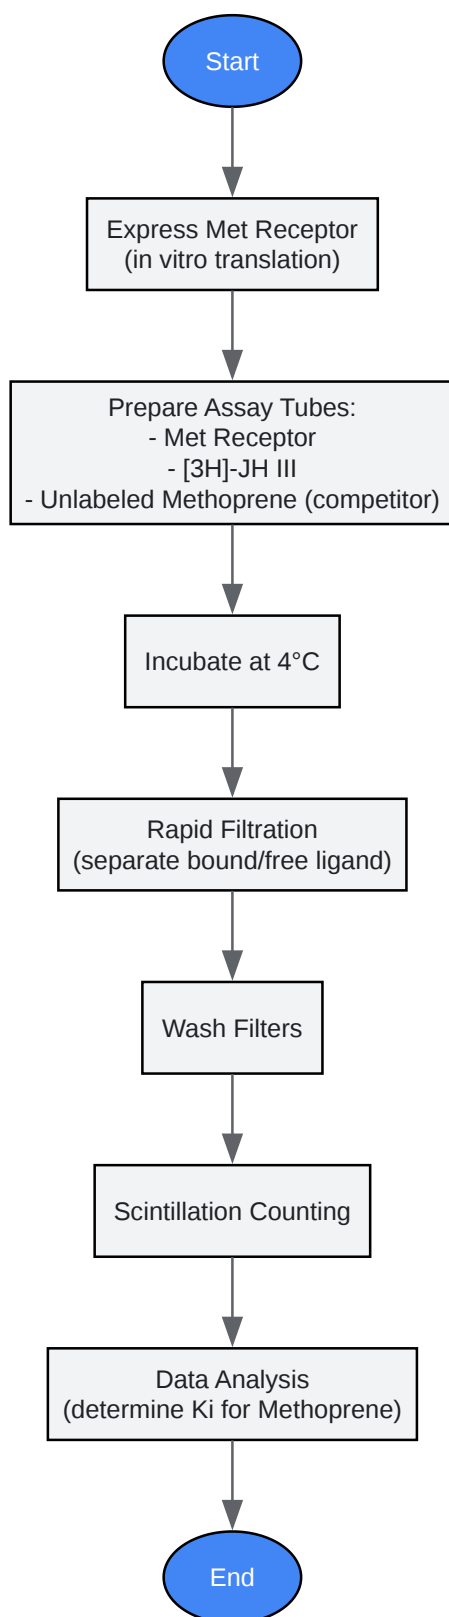 Start
Express Met Receptor
(in vitro translation)
Prepare Assay Tubes:
- Met Receptor
- [3H]-JH III
- Unlabeled Methoprene (competitor)
Incubate at 4°C
Rapid Filtration
(separate bound/free ligand)
Wash Filters
Scintillation Counting
Data Analysis
(determine Ki for Methoprene)
End